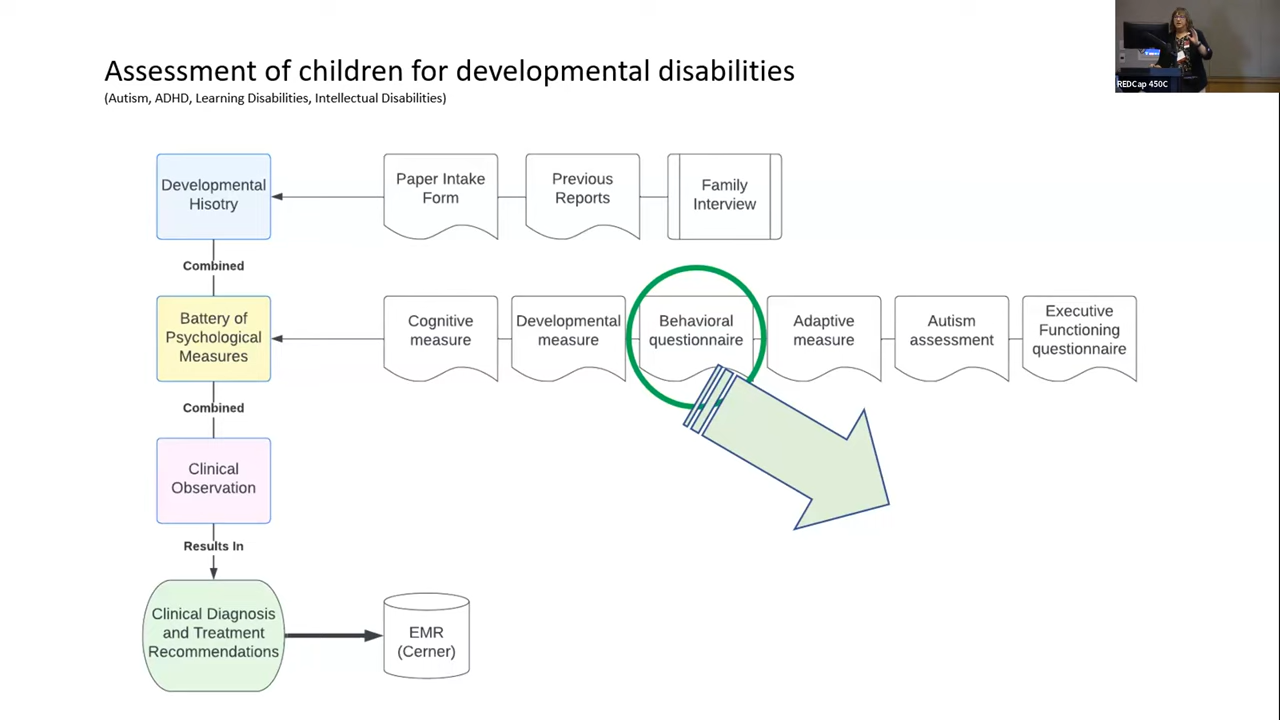 Assessment of children for developmental disabilities
(Autism, ADHD, Learning Disabilities, Intellectual Disabilities)
REDCap 450C
Developmental
Hisotry
Paper Intake
Form
Previous
Reports
Family
Interview
Combined
Battery of
Psychological
Measures
Cognitive
measure
Developmental
measure
Behavioral
questionnaire
Adaptive
measure
Autism
assessment
Executive
Functioning
questionnaire
Combined
Clinical
Observation
Results In
Clinical Diagnosis
and Treatment
Recommendations
EMR
(Cerner)